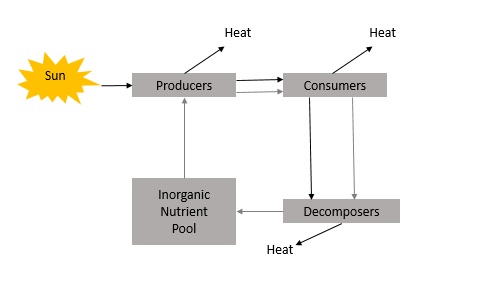 Heat
Heat
Sun
Producers
Consumers
Inorganic
Nutrient
Pool
Decomposers
Heat